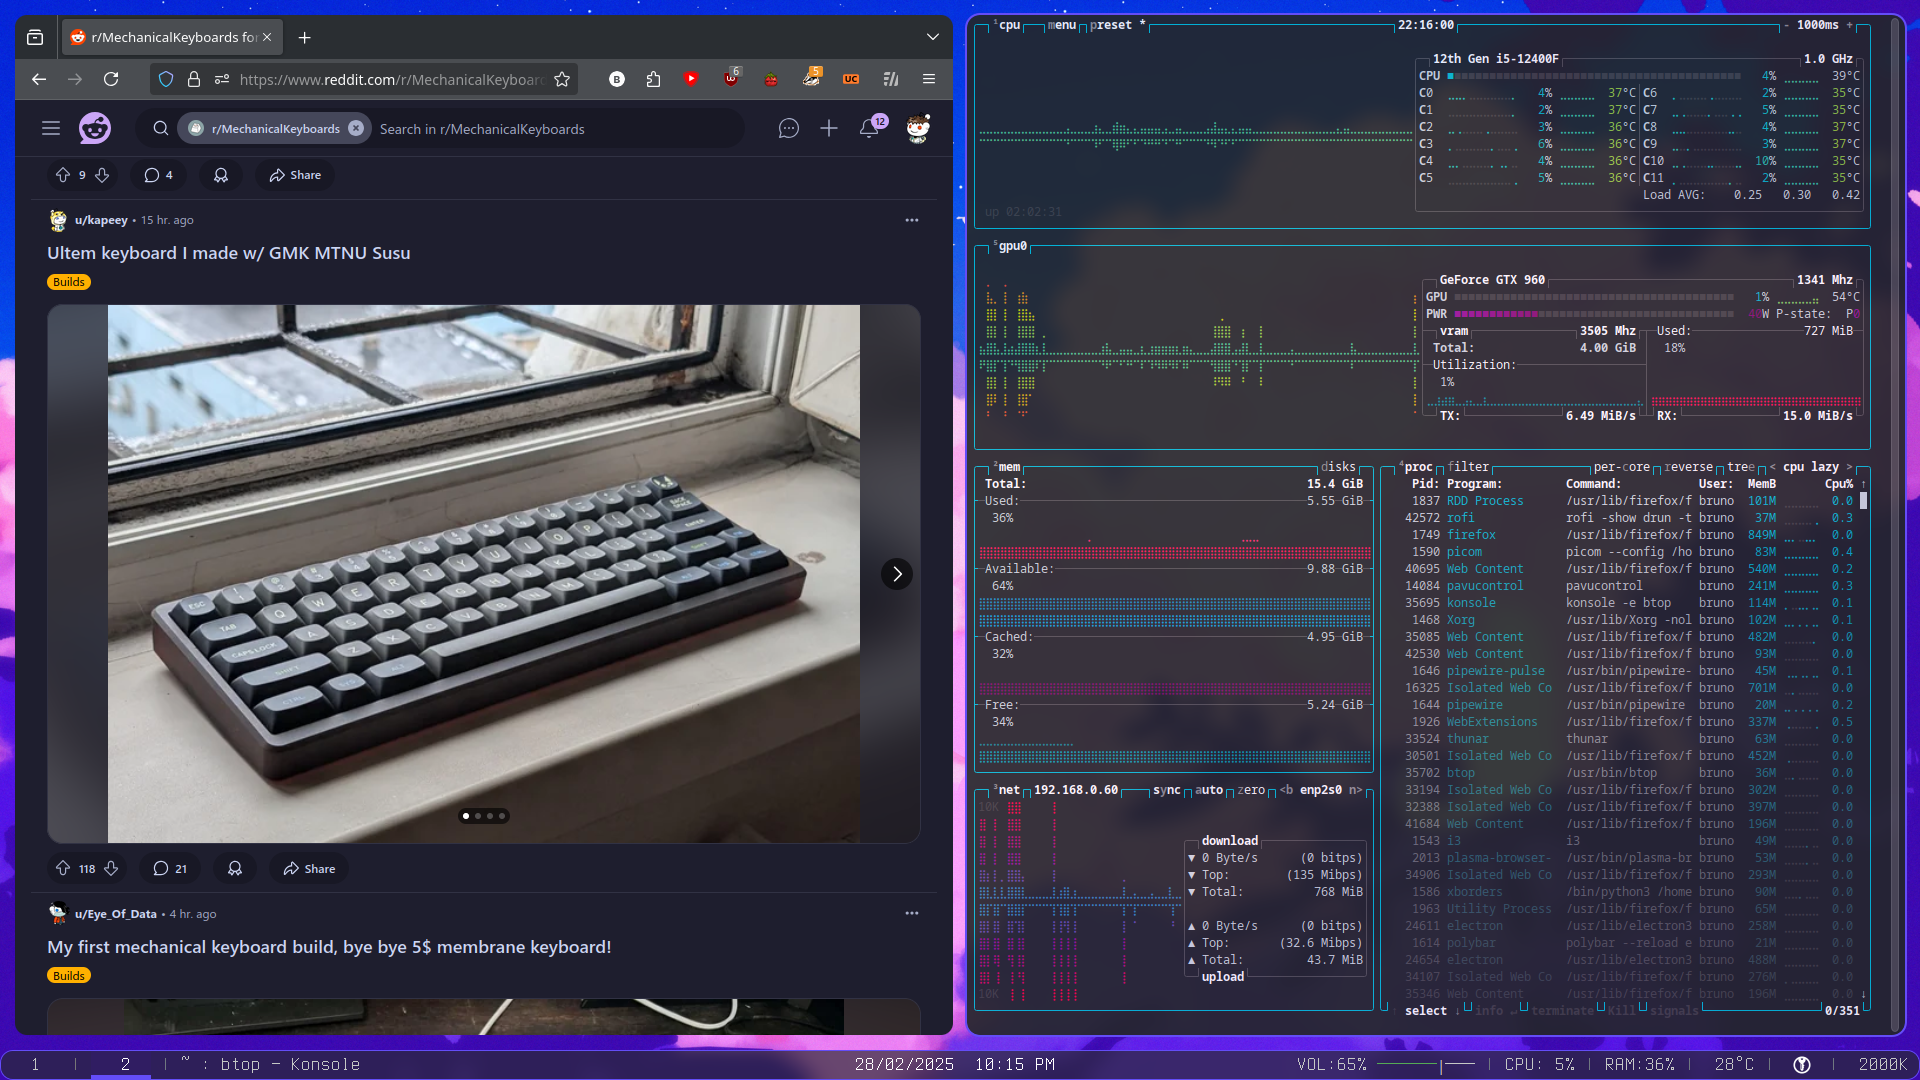 r/MechanicalKeyboards for
https://www.reddit.com/r/MechanicalKeyboard
6
5
UC
r/MechanicalKeyboards
Search in r/MechanicalKeyboards
12
9
4
Share
u/kapeey • 15 hr. ago
Ultem keyboard I made w/ GMK MTNU Susu
Builds
ESC
TAB
Q W E R T Y U I O P
CAPS LOCK
BACK SPACE
ENTER
118
21
Share
u/Eye_Of_Data • 4 hr. ago
My first mechanical keyboard build, bye bye 5$ membrane keyboard!
Builds
1cpu menu preset * 22:16:00 - 1000ms +
12th Gen i5-12400F 1.0 GHz
CPU 4% 39°C
C0 4% 37°C C6 2% 35°C
C1 2% 37°C C7 5% 35°C
C2 3% 36°C C8 4% 37°C
C3 6% 36°C C9 3% 37°C
C4 4% 36°C C10 10% 35°C
C5 5% 36°C C11 2% 35°C
Load AVG: 0.25 0.30 0.42
up 02:02:31
5gpu0
GeForce GTX 960 1341 Mhz
GPU 1% 54°C
PWR 40W P-state: P0
vram 3505 Mhz Used: 727 MiB
Total: 4.00 GiB 18%
Utilization:
1%
TX: 6.49 MiB/s RX: 15.0 MiB/s
2mem disks
Total: 15.4 GiB
Used: 5.55 GiB
36%
Available: 9.88 GiB
64%
Cached: 4.95 GiB
32%
Free: 5.24 GiB
34%
3net 192.168.0.60 sync auto zero <b enp2s0 n>
10K
download
▼ 0 Byte/s (0 bitps)
▼ Top: (135 Mibps)
▼ Total: 768 MiB
▲ 0 Byte/s (0 bitps)
▲ Top: (32.6 Mibps)
▲ Total: 43.7 MiB
upload
10K
4proc filter per-core reverse tree < cpu lazy >
Pid: Program: Command: User: MemB Cpu% ↑
1837 RDD Process /usr/lib/firefox/f bruno 101M 0.0
42572 rofi rofi -show drun -t bruno 37M 0.3
1749 firefox /usr/lib/firefox/f bruno 849M 0.0
1590 picom picom --config /ho bruno 83M 0.4
40695 Web Content /usr/lib/firefox/f bruno 540M 0.2
14084 pavucontrol pavucontrol bruno 241M 0.3
35695 konsole konsole -e btop bruno 114M 0.1
1468 Xorg /usr/lib/Xorg -nol bruno 102M 0.1
35085 Web Content /usr/lib/firefox/f bruno 482M 0.0
42530 Web Content /usr/lib/firefox/f bruno 93M 0.0
1646 pipewire-pulse /usr/bin/pipewire- bruno 45M 0.1
16325 Isolated Web Co /usr/lib/firefox/f bruno 701M 0.0
1644 pipewire /usr/bin/pipewire bruno 20M 0.2
1926 WebExtensions /usr/lib/firefox/f bruno 337M 0.5
33524 thunar thunar bruno 63M 0.0
30501 Isolated Web Co /usr/lib/firefox/f bruno 452M 0.0
35702 btop /usr/bin/btop bruno 36M 0.0
33194 Isolated Web Co /usr/lib/firefox/f bruno 302M 0.0
32388 Isolated Web Co /usr/lib/firefox/f bruno 397M 0.0
41684 Web Content /usr/lib/firefox/f bruno 196M 0.0
1543 i3 i3 bruno 49M 0.0
2013 plasma-browser- /usr/bin/plasma-br bruno 53M 0.0
34906 Isolated Web Co /usr/lib/firefox/f bruno 293M 0.0
1586 xborders /bin/python3 /home bruno 90M 0.0
1963 Utility Process /usr/lib/firefox/f bruno 65M 0.0
24611 electron /usr/lib/electron3 bruno 258M 0.0
1614 polybar polybar --reload e bruno 21M 0.0
24654 electron /usr/lib/electron3 bruno 488M 0.0
34107 Isolated Web Co /usr/lib/firefox/f bruno 276M 0.0
35346 Web Content /usr/lib/firefox/f bruno 196M 0.0 ↓
↑ select ↓ info ↵ terminate Kill signals 0/351
1 2 ~ : btop — Konsole 28/02/2025 10:15 PM VOL:65% CPU: 5% RAM:36% 28°C 2000K